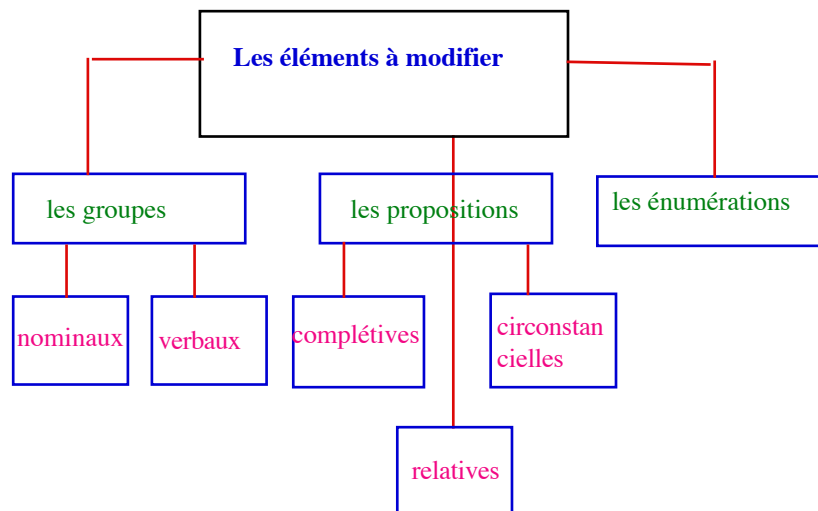 Les éléments à modifier
les groupes
les propositions
les énumérations
nominaux
verbaux
complétives
circonstan
cielles
relatives